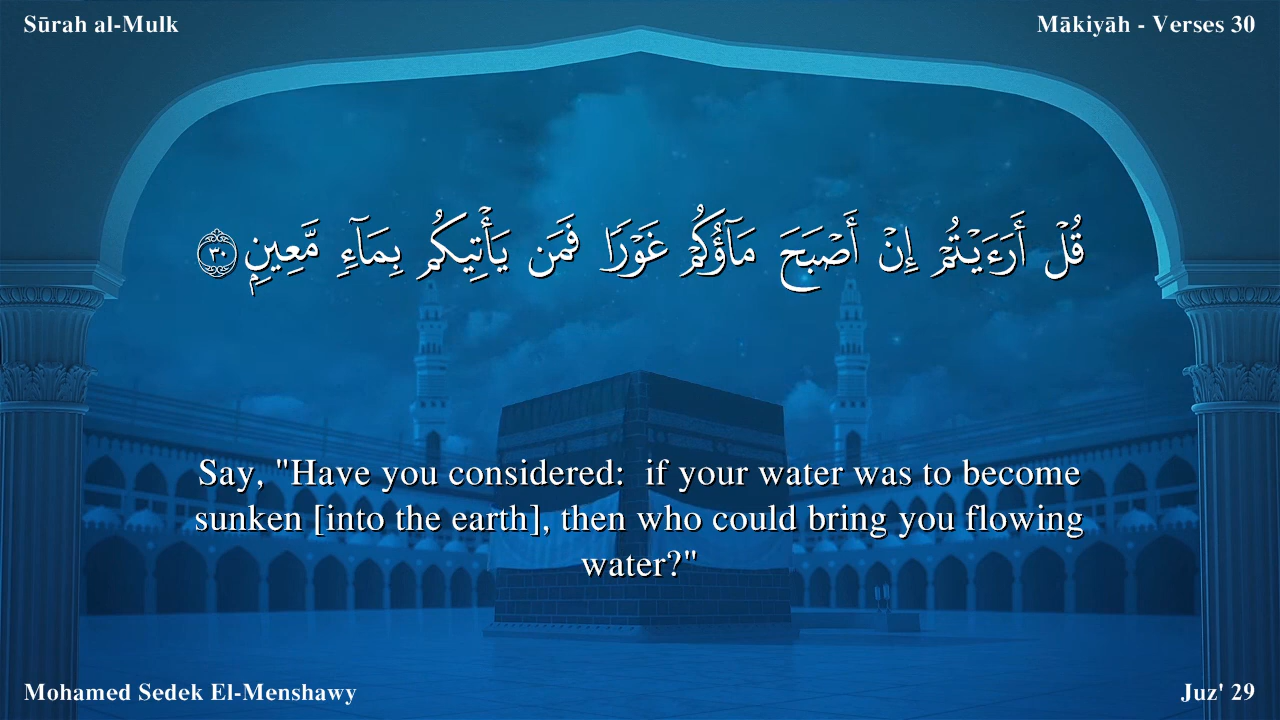 Sūrah al-Mulk
Mākiyāh - Verses 30
قُلْ أَرَءَيْتُمْ إِنْ أَصْبَحَ مَآؤُكُمْ غَوْرًا فَمَن يَأْتِيكُم بِمَآءٍ مَّعِينٍۭ ٣٠
Say, "Have you considered:  if your water was to become
sunken [into the earth], then who could bring you flowing
water?"
Mohamed Sedek El-Menshawy
Juz' 29